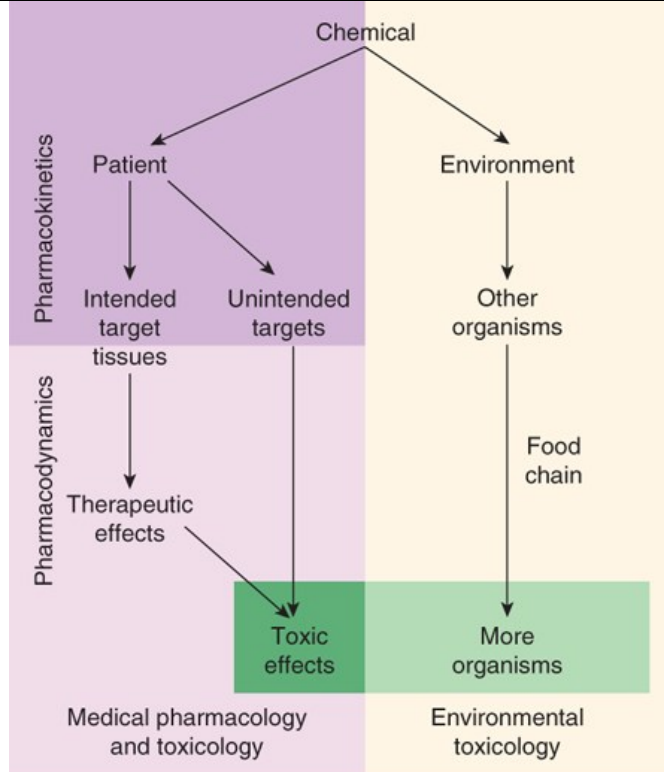 Chemical
Pharmacokinetics
Patient
Environment
Intended
target
tissues
Unintended
targets
Other
organisms
Pharmacodynamics
Food
chain
Therapeutic
effects
Toxic
effects
More
organisms
Medical pharmacology
and toxicology
Environmental
toxicology